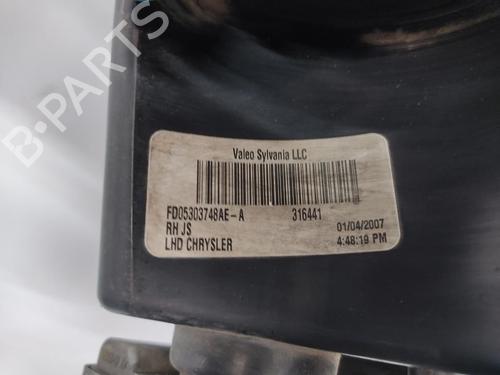 B-PARTS
Valeo Sylvania LLC
FD05303748AE-A 316441
RH JS 01/04/2007
LHD CHRYSLER 4:48:19 PM